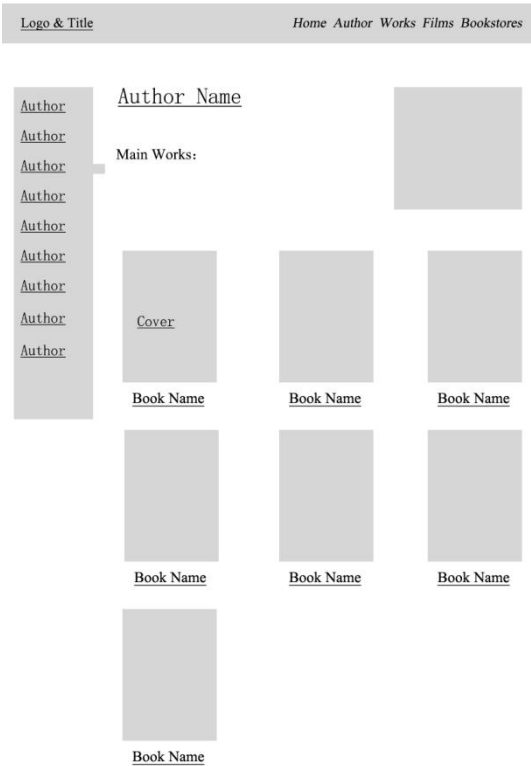 Logo & Title
Home Author Works Films Bookstores
Author
Author
Author
Author
Author
Author
Author
Author
Author
Author Name
Main Works:
Cover
Book Name
Book Name
Book Name
Book Name
Book Name
Book Name
Book Name